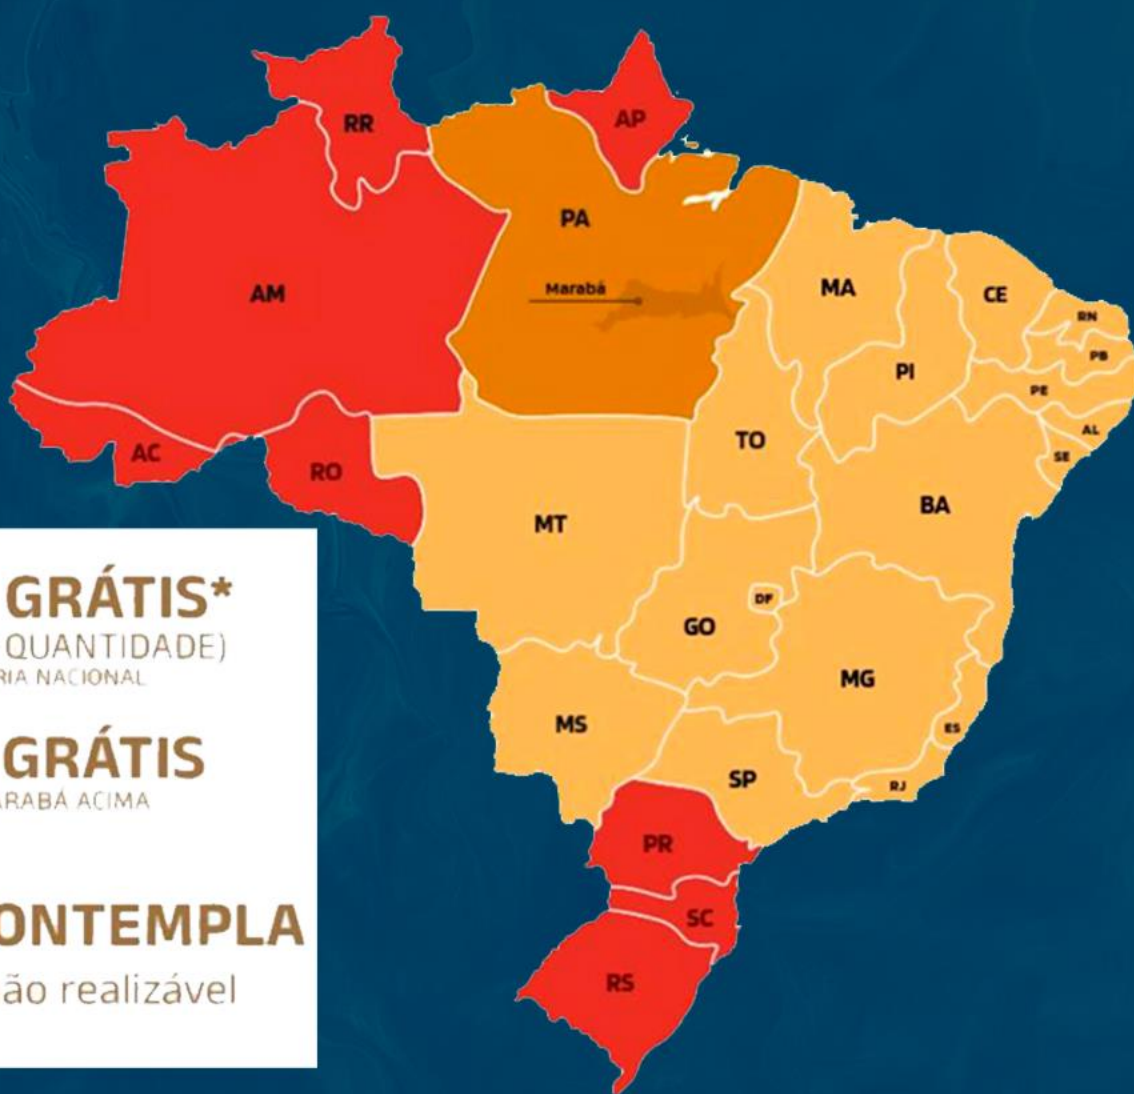 RR
AP
PA
Marabá
AM
MA
CE
RN
PB
PI
PE
AL
SE
AC
RO
TO
BA
MT
DF
GO
MG
MS
ES
SP
RJ
PR
SC
RS
GRÁTIS*
QUANTIDADE)
RIA NACIONAL
GRÁTIS
ARABÁ ACIMA
ONTEMPLA
ão realizável